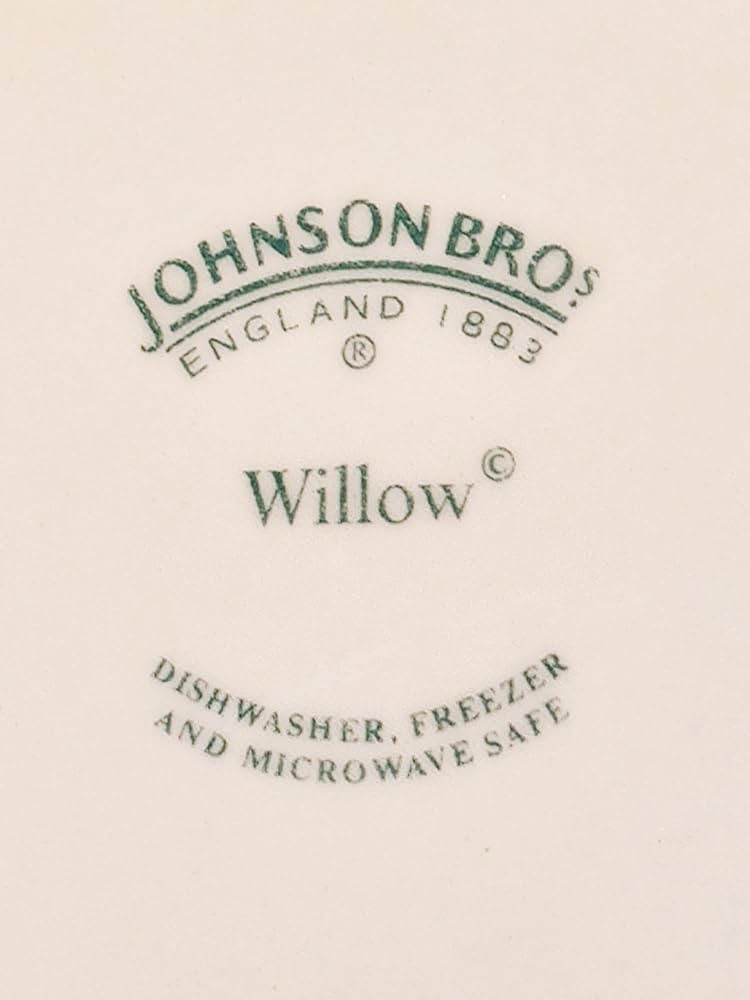 JOHNSON BROS.
ENGLAND 1883
®
Willow©
DISHWASHER, FREEZER
AND MICROWAVE SAFE